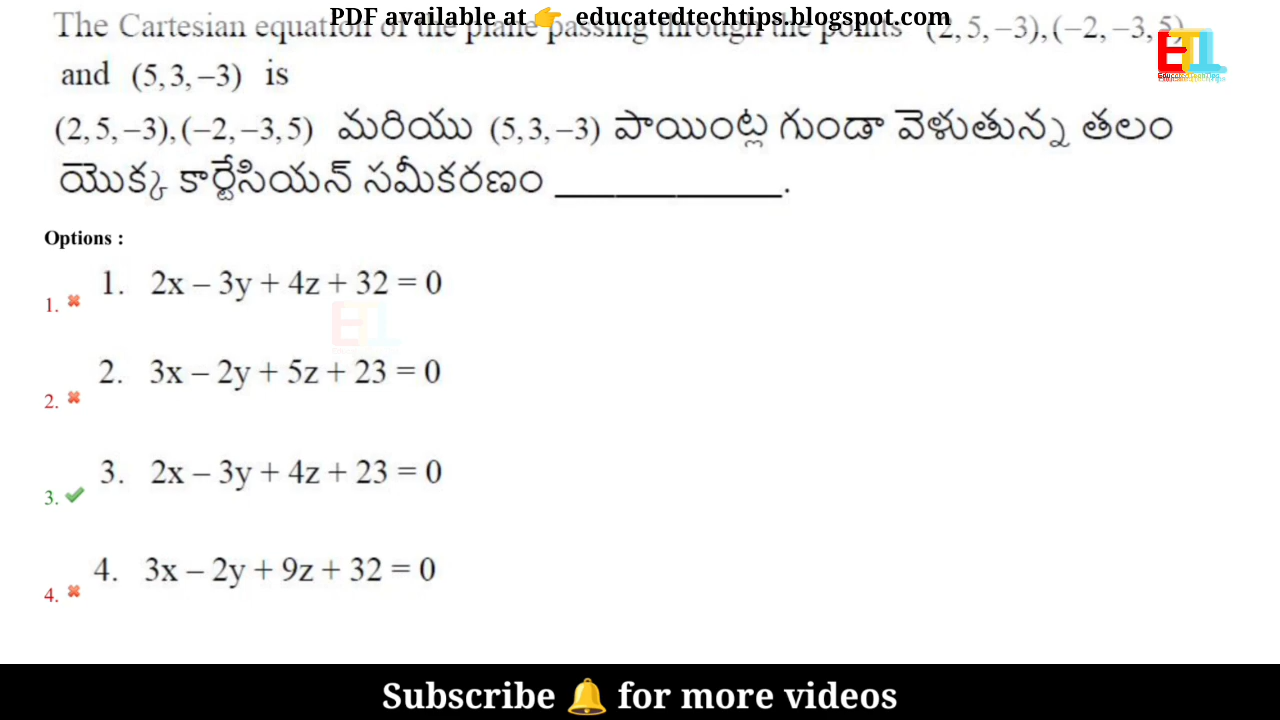 PDF available at 👉 educatedtechtips.blogspot.com
The Cartesian equation of the plane passing through the points (2, 5, –3), (–2, –3, 5)
and (5, 3, –3) is
(2, 5, –3), (–2, –3, 5) మరియు (5, 3, –3) పాయింట్ల గుండా వెళుతున్న తలం
యొక్క కార్టేసియన్ సమీకరణం ____________.
Options :
1. 2x – 3y + 4z + 32 = 0
1. ✖
2. 3x – 2y + 5z + 23 = 0
2. ✖
3. 2x – 3y + 4z + 23 = 0
3. ✔
4. 3x – 2y + 9z + 32 = 0
4. ✖
Subscribe 🔔 for more videos